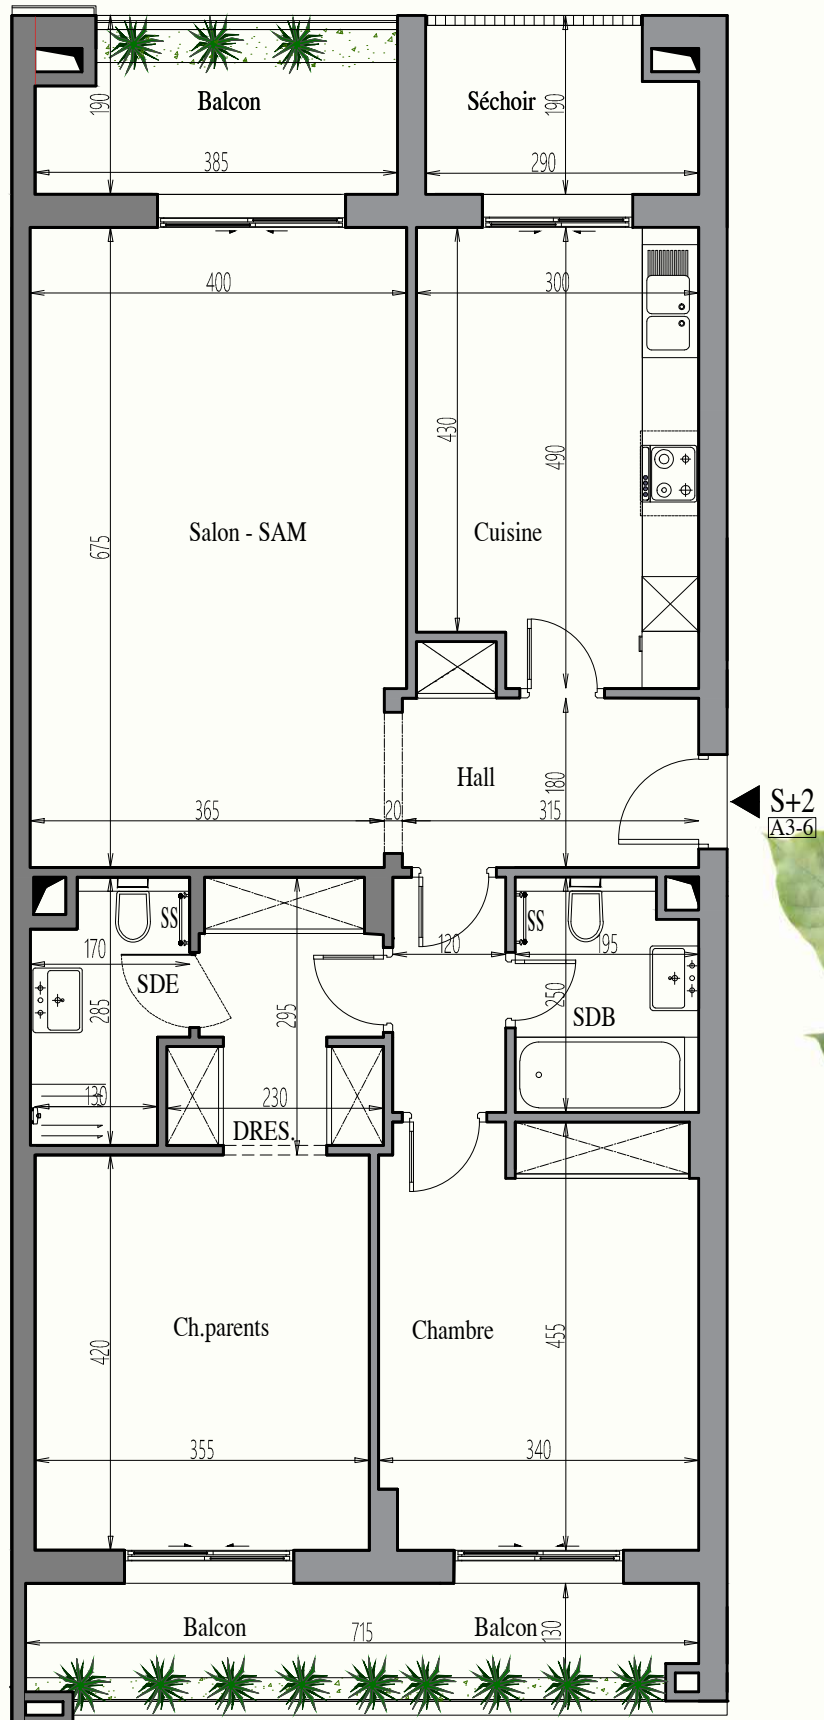 Balcon
Séchoir
190
190
385
290
400
300
430
490
Salon - SAM
Cuisine
675
Hall
180
S+2
A3-6
365
20
315
SS
SS
170
120
195
SDE
285
295
250
SDB
130
230
DRES.
Ch.parents
Chambre
420
455
355
340
Balcon
Balcon
130
715